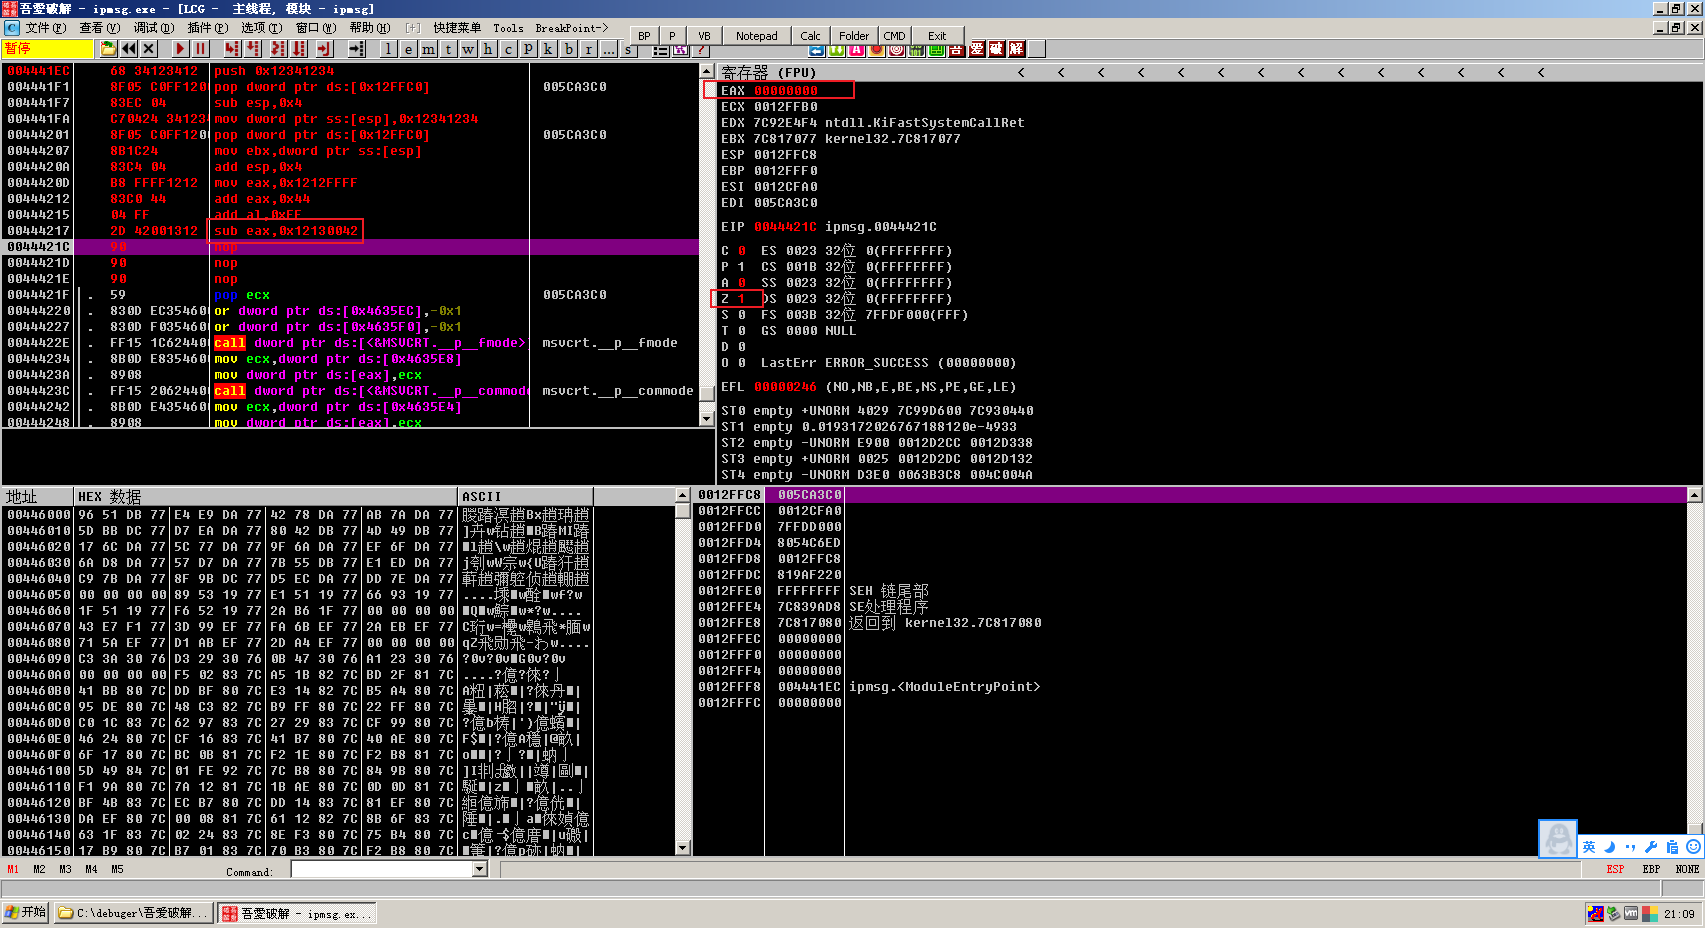 吾爱破解 - ipmsg.exe - [LCG - 主线程, 模块 - ipmsg]
文件(F) 查看(V) 调试(D) 插件(P) 选项(T) 窗口(W) 帮助(H) [+] 快捷菜单 Tools BreakPoint->
BP P VB Notepad Calc Folder CMD Exit
暂停 l e m t w h c p k b r ... s
004441EC 68 34123412 push 0x12341234
004441F1 8F05 C0FF1200 pop dword ptr ds:[0x12FFC0] 005CA3C0
004441F7 83EC 04 sub esp,0x4
004441FA C70424 341234 mov dword ptr ss:[esp],0x12341234
00444201 8F05 C0FF1200 pop dword ptr ds:[0x12FFC0] 005CA3C0
00444207 8B1C24 mov ebx,dword ptr ss:[esp]
0044420A 83C4 04 add esp,0x4
0044420D B8 FFFF1212 mov eax,0x1212FFFF
00444212 83C0 44 add eax,0x44
00444215 04 FF add al,0xFF
00444217 2D 42001312 sub eax,0x12130042
0044421C 90 nop
0044421D 90 nop
0044421E 90 nop
0044421F . 59 pop ecx 005CA3C0
00444220 . 830D EC354600 or dword ptr ds:[0x4635EC],-0x1
00444227 . 830D F0354600 or dword ptr ds:[0x4635F0],-0x1
0044422E . FF15 1C624400 call dword ptr ds:[<&MSVCRT.__p__fmode> msvcrt.__p__fmode
00444234 . 8B0D E8354600 mov ecx,dword ptr ds:[0x4635E8]
0044423A . 8908 mov dword ptr ds:[eax],ecx
0044423C . FF15 20624400 call dword ptr ds:[<&MSVCRT.__p__commode msvcrt.__p__commode
00444242 . 8B0D E4354600 mov ecx,dword ptr ds:[0x4635E4]
00444248 . 8908 mov dword ptr ds:[eax],ecx
寄存器 (FPU) < < < < < < < < < < < < < <
EAX 00000000
ECX 0012FFB0
EDX 7C92E4F4 ntdll.KiFastSystemCallRet
EBX 7C817077 kernel32.7C817077
ESP 0012FFC8
EBP 0012FFF0
ESI 0012CFA0
EDI 005CA3C0
EIP 0044421C ipmsg.0044421C
C 0 ES 0023 32位 0(FFFFFFFF)
P 1 CS 001B 32位 0(FFFFFFFF)
A 0 SS 0023 32位 0(FFFFFFFF)
Z 1 DS 0023 32位 0(FFFFFFFF)
S 0 FS 003B 32位 7FFDF000(FFF)
T 0 GS 0000 NULL
D 0
O 0 LastErr ERROR_SUCCESS (00000000)
EFL 00000246 (NO,NB,E,BE,NS,PE,GE,LE)
ST0 empty +UNORM 4029 7C99D600 7C930440
ST1 empty 0.0193172026767188120e-4933
ST2 empty -UNORM E900 0012D2CC 0012D338
ST3 empty +UNORM 0025 0012D2DC 0012D132
ST4 empty -UNORM D3E0 0063B3C8 004C004A
地址 HEX 数据 ASCII
00446000 96 51 DB 77 E4 E9 DA 77 42 78 DA 77 AB 7A DA 77
00446010 5D BB DC 77 D7 EA DA 77 80 42 DB 77 4D 49 DB 77
00446020 17 6C DA 77 5C 77 DA 77 9F 6A DA 77 EF 6F DA 77
00446030 6A D8 DA 77 57 D7 DA 77 7B 55 DB 77 E1 ED DA 77
00446040 C9 7B DA 77 8F 9B DC 77 D5 EC DA 77 DD 7E DA 77
00446050 00 00 00 00 89 53 19 77 E1 51 19 77 66 93 19 77
00446060 1F 51 19 77 F6 52 19 77 2A B6 1F 77 00 00 00 00
00446070 43 E7 F1 77 3D 99 EF 77 FA 6B EF 77 2A EB EF 77
00446080 71 5A EF 77 D1 AB EF 77 2D A4 EF 77 00 00 00 00
00446090 C3 3A 30 76 D3 29 30 76 0B 47 30 76 A1 23 30 76
004460A0 00 00 00 00 F5 02 83 7C A5 1B 82 7C BD 2F 81 7C
004460B0 41 BB 80 7C DD BF 80 7C E3 14 82 7C B5 A4 80 7C
004460C0 95 DE 80 7C 48 C3 82 7C B9 FF 80 7C 22 FF 80 7C
004460D0 C0 1C 83 7C 62 97 83 7C 27 29 83 7C CF 99 80 7C
004460E0 46 24 80 7C CF 16 83 7C 41 B7 80 7C 40 AE 80 7C
004460F0 6F 17 80 7C BC 0B 81 7C F2 1E 80 7C F2 B8 81 7C
00446100 5D 49 84 7C 01 FE 92 7C 7C B8 80 7C 84 9B 80 7C
00446110 F1 9A 80 7C 7A 12 81 7C 1B AE 80 7C 0D 0D 81 7C
00446120 BF 4B 83 7C EC B7 80 7C DD 14 83 7C 81 EF 80 7C
00446130 DA EF 80 7C 00 08 81 7C 61 12 82 7C 8B 6F 83 7C
00446140 63 1F 83 7C 02 24 83 7C 8E F3 80 7C 75 B4 80 7C
00446150 17 B9 80 7C B7 01 83 7C 70 B3 80 7C F2 B8 80 7C
0012FFC8 005CA3C0
0012FFCC 0012CFA0
0012FFD0 7FFDD000
0012FFD4 8054C6ED
0012FFD8 0012FFC8
0012FFDC 819AF220
0012FFE0 FFFFFFFF SEH 链尾部
0012FFE4 7C839AD8 SE处理程序
0012FFE8 7C817080 返回到 kernel32.7C817080
0012FFEC 00000000
0012FFF0 00000000
0012FFF4 00000000
0012FFF8 004441EC ipmsg.<ModuleEntryPoint>
0012FFFC 00000000
英
M1 M2 M3 M4 M5 Command: ESP EBP NONE
开始 C:\debuger\吾爱破解... 吾爱破解 - ipmsg.ex... 21:09